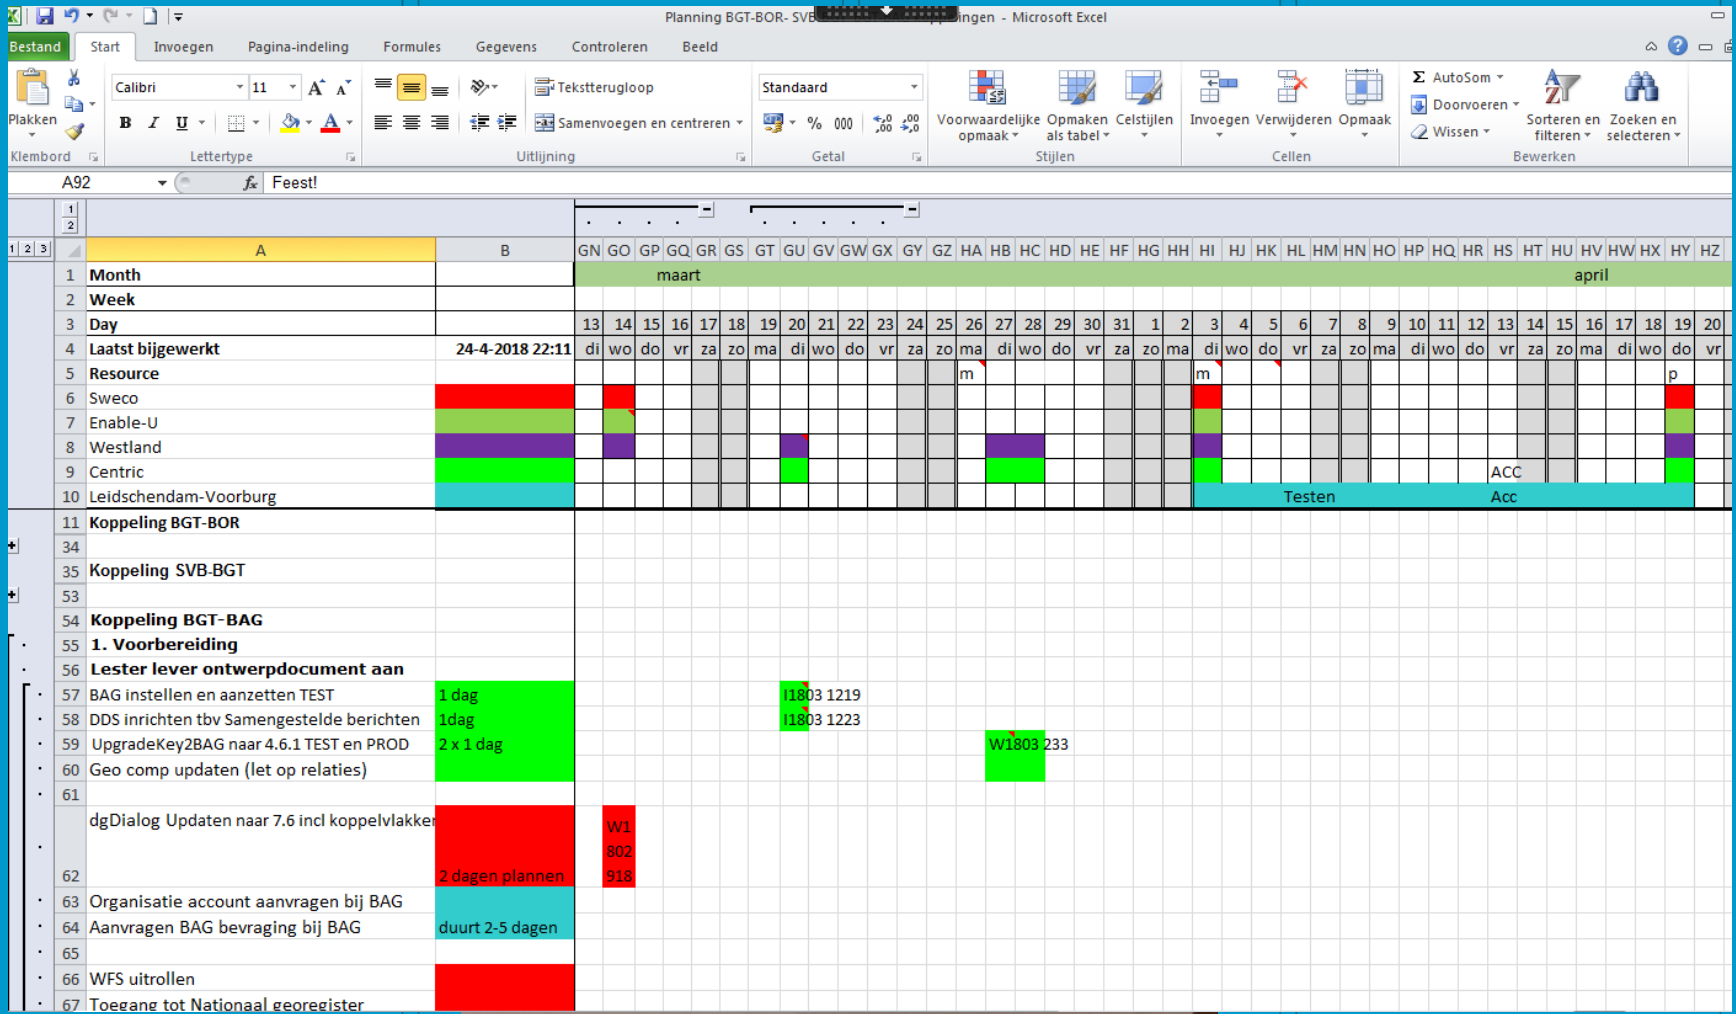 Planning BGT-BOR- SVB ingen - Microsoft Excel
Bestand Start Invoegen Pagina-indeling Formules Gegevens Controleren Beeld
Calibri 11 Tekstterugloop Standaard AutoSom
Plakken Doorvoeren
B I U Samenvoegen en centreren % 000 Voorwaardelijke opmaak Opmaken als tabel Celstijlen Invoegen Verwijderen Opmaak Wissen Sorteren en filteren Zoeken en selecteren
Klembord Lettertype Uitlijning Getal Stijlen Cellen Bewerken
A92 fx Feest!
1
2
1 2 3 A B GN GO GP GQ GR GS GT GU GV GW GX GY GZ HA HB HC HD HE HF HG HH HI HJ HK HL HM HN HO HP HQ HR HS HT HU HV HW HX HY HZ
1 Month maart april
2 Week
3 Day 13 14 15 16 17 18 19 20 21 22 23 24 25 26 27 28 29 30 31 1 2 3 4 5 6 7 8 9 10 11 12 13 14 15 16 17 18 19 20
4 Laatst bijgewerkt 24-4-2018 22:11 di wo do vr za zo ma di wo do vr za zo ma di wo do vr za zo ma di wo do vr za zo ma di wo do vr za zo ma di wo do vr
5 Resource m m p
6 Sweco
7 Enable-U
8 Westland
9 Centric ACC
10 Leidschendam-Voorburg Testen Acc
11 Koppeling BGT-BOR
34
35 Koppeling SVB-BGT
53
54 Koppeling BGT-BAG
55 1. Voorbereiding
56 Lester lever ontwerpdocument aan
57 BAG instellen en aanzetten TEST 1 dag I1803 1219
58 DDS inrichten tbv Samengestelde berichten 1dag I1803 1223
59 UpgradeKey2BAG naar 4.6.1 TEST en PROD 2 x 1 dag W1803 233
60 Geo comp updaten (let op relaties)
61
dgDialog Updaten naar 7.6 incl koppelvlakken W1
802
62 2 dagen plannen 918
63 Organisatie account aanvragen bij BAG
64 Aanvragen BAG bevraging bij BAG duurt 2-5 dagen
65
66 WFS uitrollen
67 Toegang tot Nationaal georegister